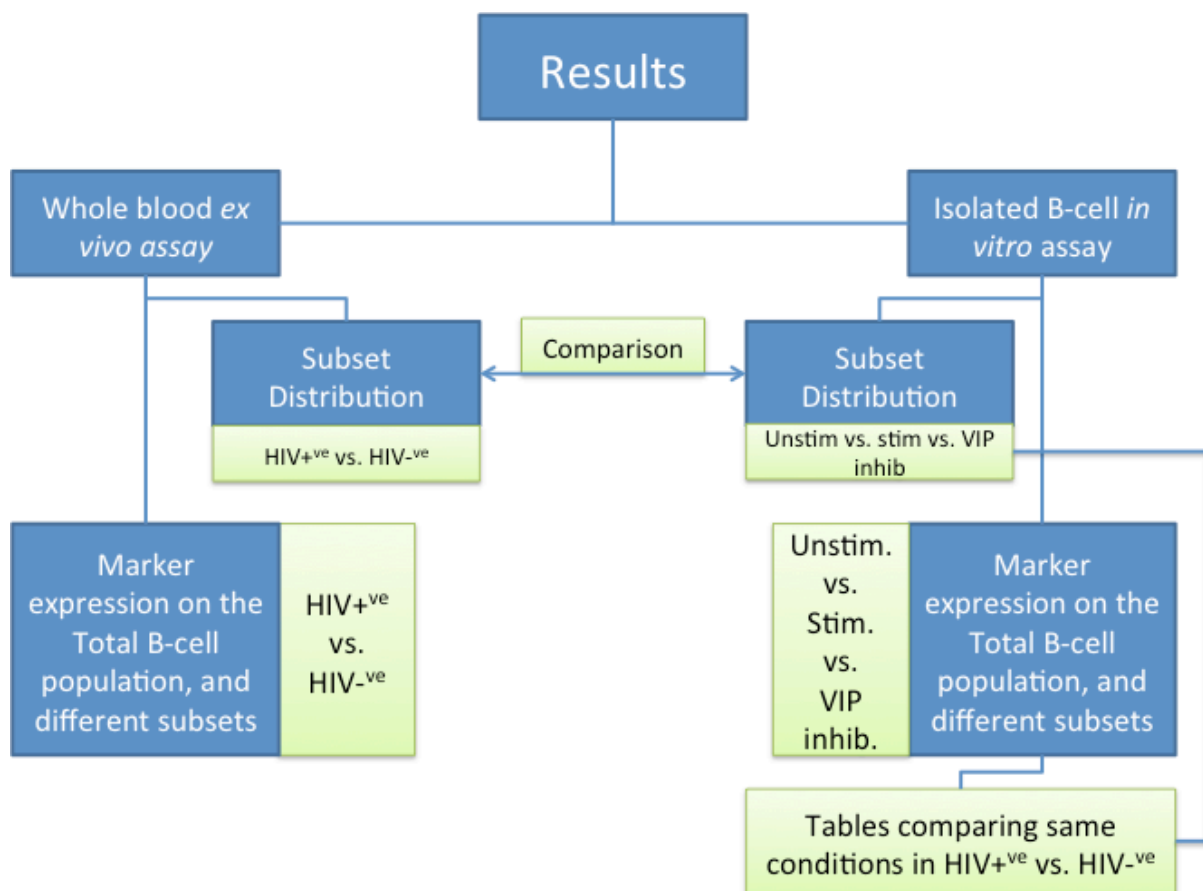 Results
Whole blood ex
vivo assay
Isolated B-cell in
vitro assay
Subset
Distribution
HIV+ve vs. HIV-ve
Comparison
Subset
Distribution
Unstim vs. stim vs. VIP
inhib
Marker
expression on the
Total B-cell
population, and
different subsets
HIV+ve
vs.
HIV-ve
Unstim.
vs.
Stim.
vs.
VIP
inhib.
Marker
expression on the
Total B-cell
population, and
different subsets
Tables comparing same
conditions in HIV+ve vs. HIV-ve